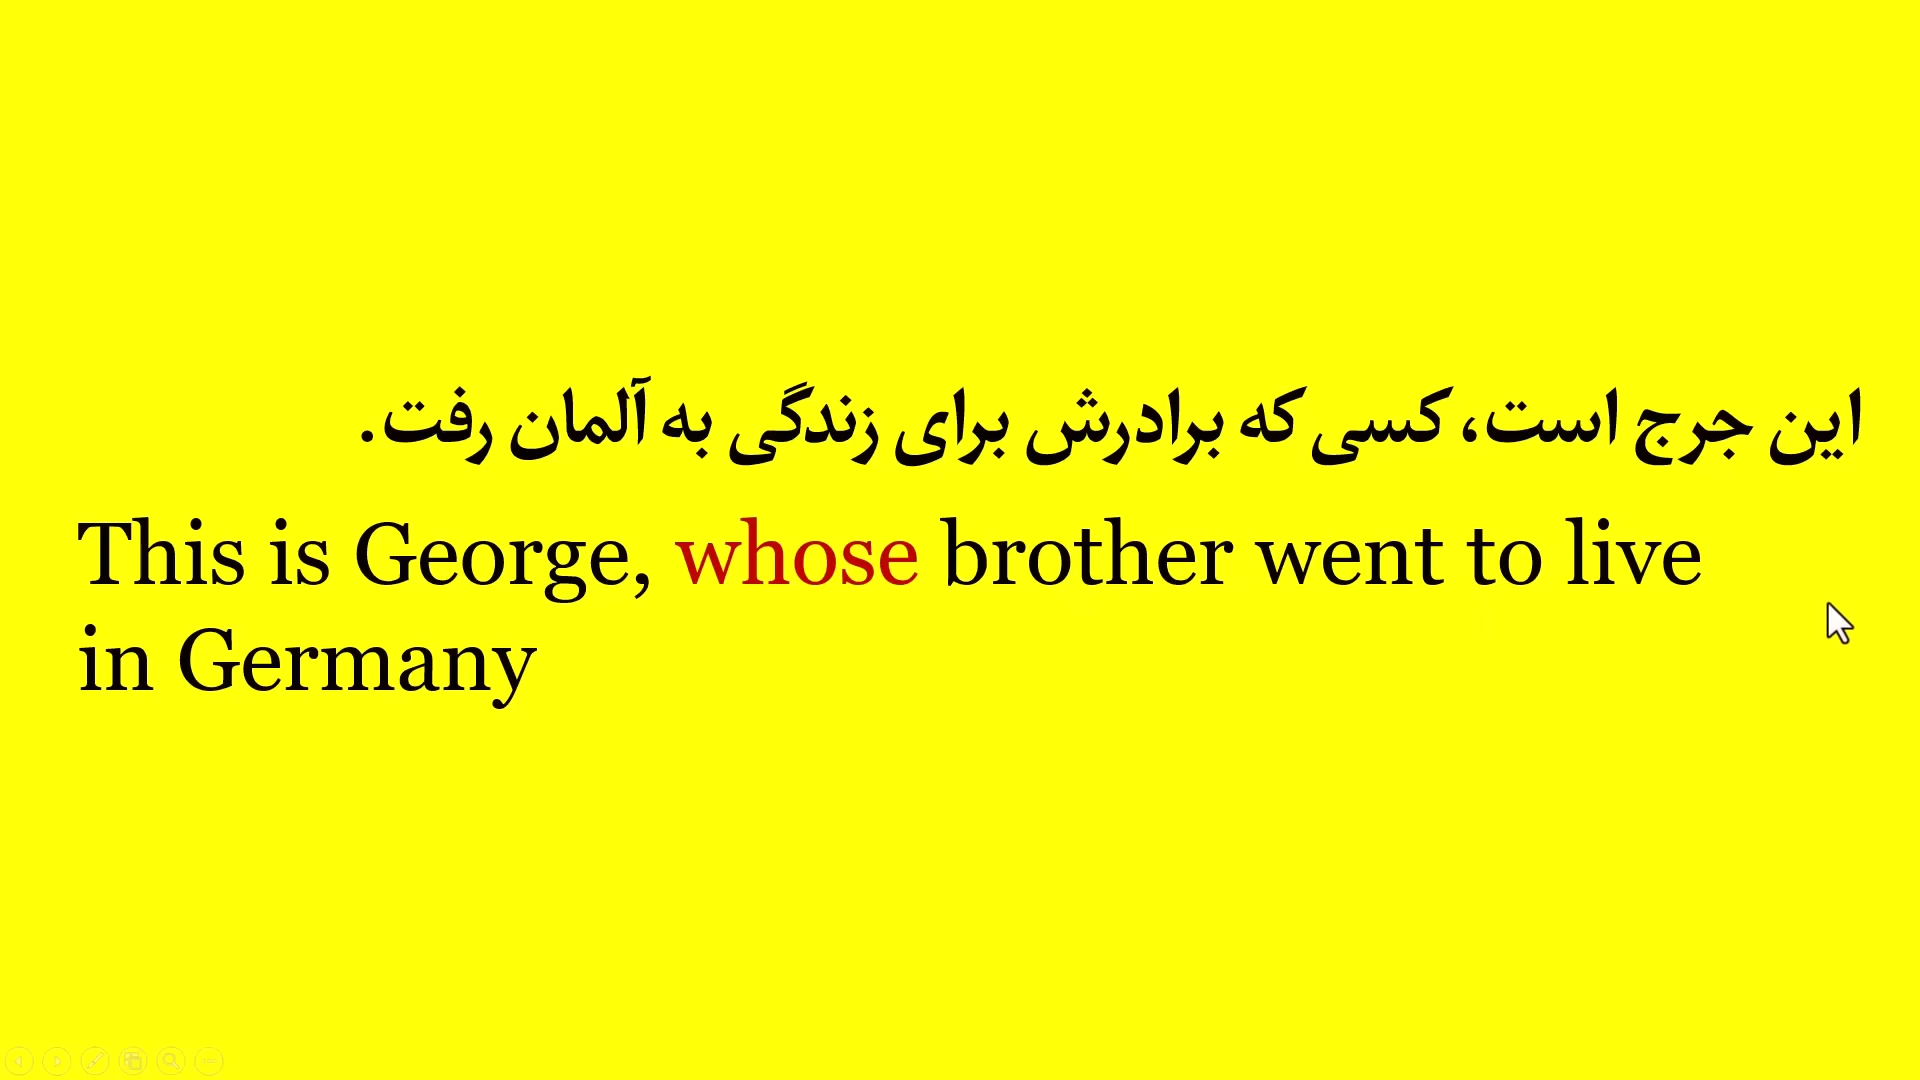 این جرج است، کسی که برادرش برای زندگی به آلمان رفت.
This is George, whose brother went to live
in Germany